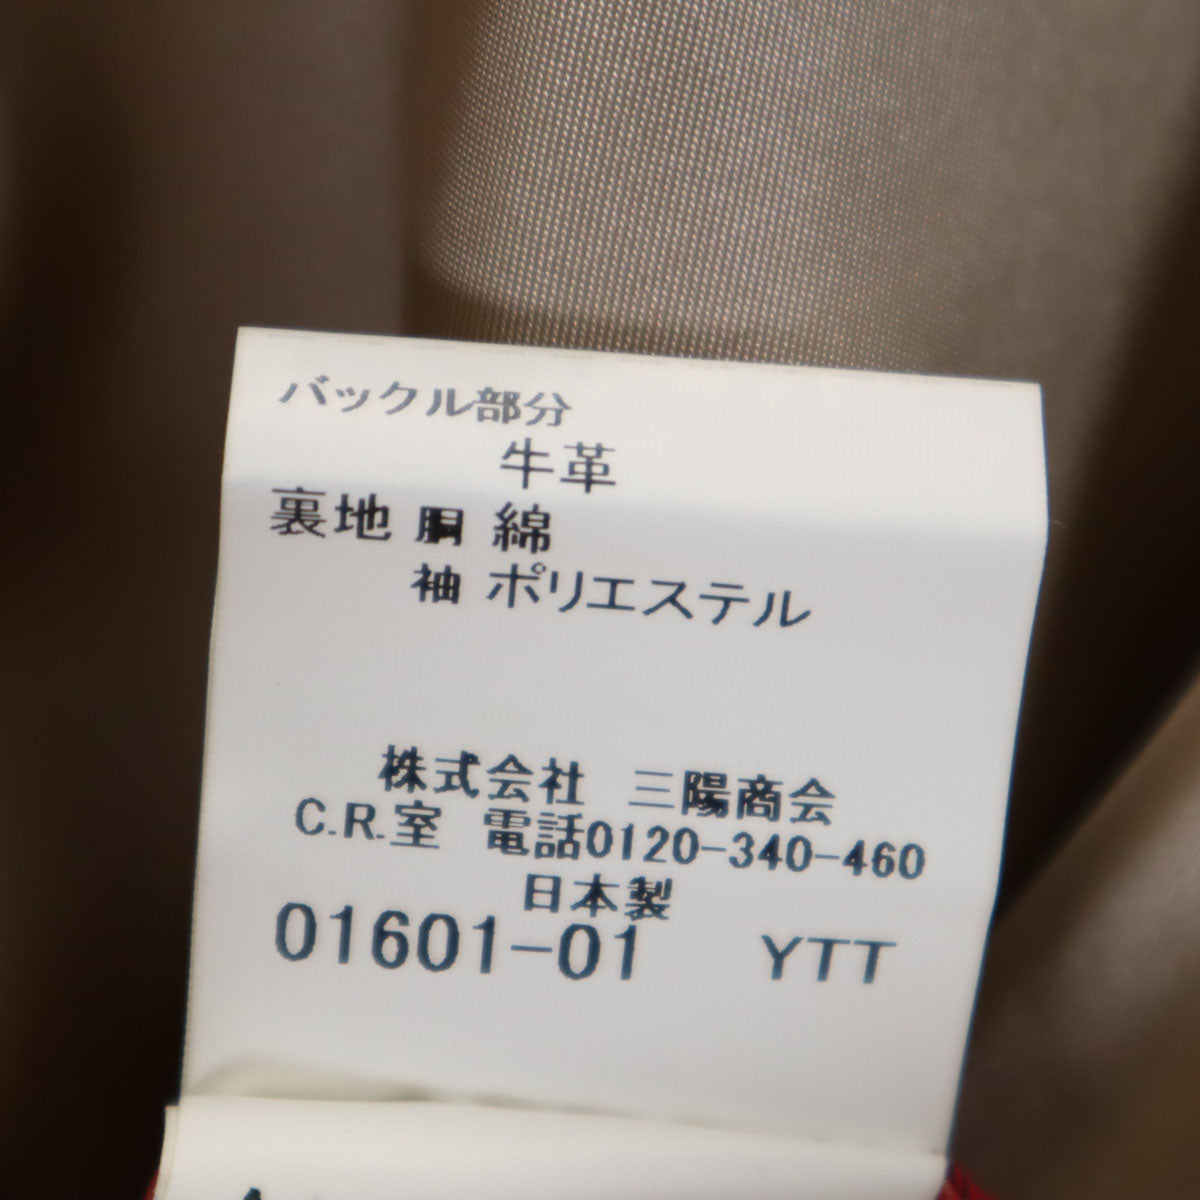 バックル部分
牛革
裏地 胴 綿
袖 ポリエステル
株式会社 三陽商会
C.R.室 電話0120-340-460
日本製
01601-01 YTT